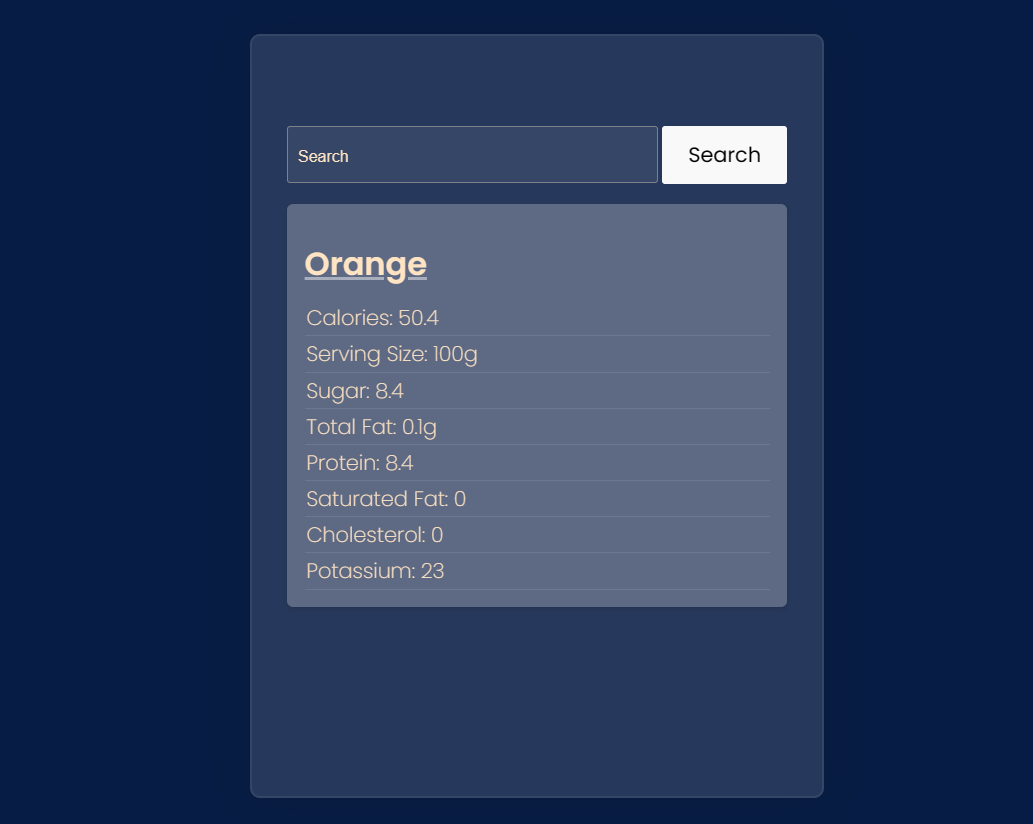 Search
Search
Orange
Calories: 50.4
Serving Size: 100g
Sugar: 8.4
Total Fat: 0.1g
Protein: 8.4
Saturated Fat: 0
Cholesterol: 0
Potassium: 23